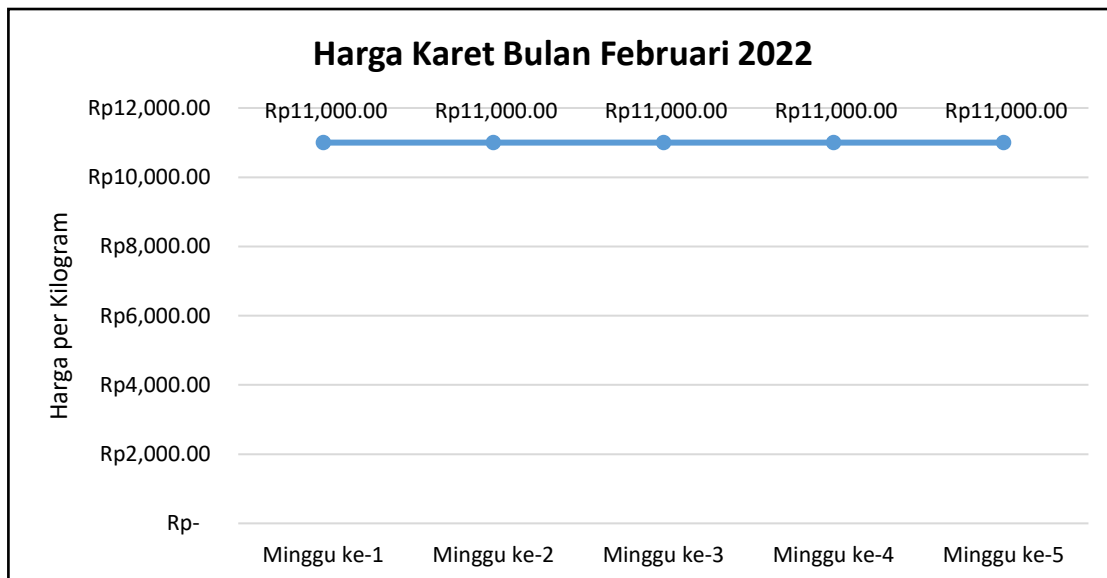 Harga Karet Bulan Februari 2022
Rp12,000.00
Rp11,000.00 Rp11,000.00 Rp11,000.00 Rp11,000.00 Rp11,000.00
Rp10,000.00
Rp8,000.00
Rp6,000.00
Rp4,000.00
Rp2,000.00
Rp-
Harga per Kilogram
Minggu ke-1 Minggu ke-2 Minggu ke-3 Minggu ke-4 Minggu ke-5